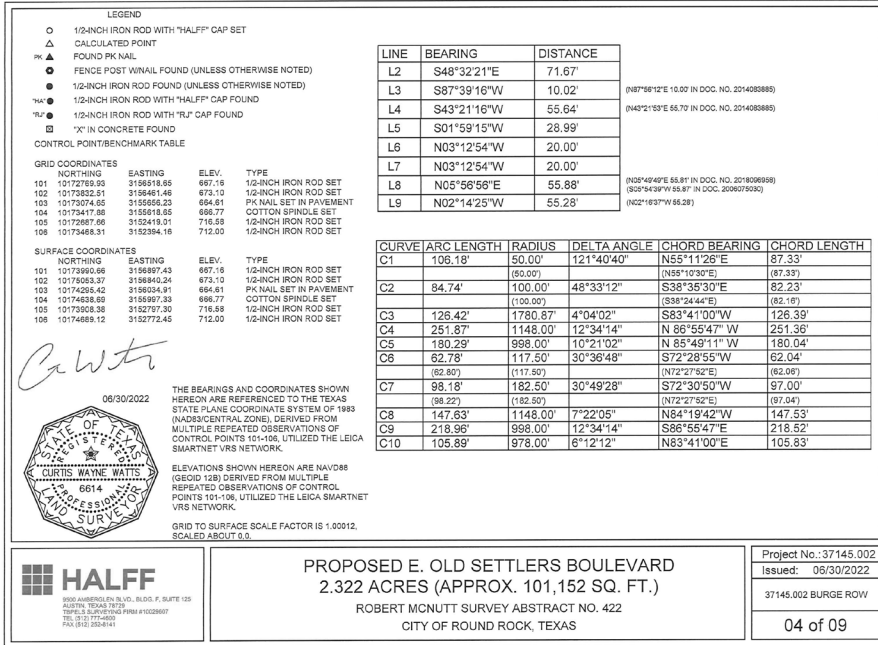 LEGEND
1/2-INCH IRON ROD WITH "HALFF" CAP SET
CALCULATED POINT
PK FOUND PK NAIL
FENCE POST W/NAIL FOUND (UNLESS OTHERWISE NOTED)
1/2-INCH IRON ROD FOUND (UNLESS OTHERWISE NOTED)
"HA" 1/2-INCH IRON ROD WITH "HALFF" CAP FOUND
"RJ" 1/2-INCH IRON ROD WITH "RJ" CAP FOUND
"X" IN CONCRETE FOUND
CONTROL POINT/BENCHMARK TABLE
GRID COORDINATES
NORTHING EASTING ELEV. TYPE
101 10172769.93 3156518.65 667.16 1/2-INCH IRON ROD SET
102 10173832.51 3156461.46 673.10 1/2-INCH IRON ROD SET
103 10173074.65 3155656.23 664.61 PK NAIL SET IN PAVEMENT
104 10173417.88 3155618.65 666.77 COTTON SPINDLE SET
105 10172687.66 3152419.01 716.58 1/2-INCH IRON ROD SET
106 10173468.31 3152394.16 712.00 1/2-INCH IRON ROD SET
SURFACE COORDINATES
NORTHING EASTING ELEV. TYPE
101 10173990.66 3156897.43 667.16 1/2-INCH IRON ROD SET
102 10175053.37 3156840.24 673.10 1/2-INCH IRON ROD SET
103 10174295.42 3156034.91 664.61 PK NAIL SET IN PAVEMENT
104 10174638.69 3155997.33 666.77 COTTON SPINDLE SET
105 10173908.38 3152797.30 716.58 1/2-INCH IRON ROD SET
106 10174689.12 3152772.45 712.00 1/2-INCH IRON ROD SET
06/30/2022
STATE OF TEXAS
REGISTERED
CURTIS WAYNE WATTS
6614
PROFESSIONAL
LAND SURVEYOR
THE BEARINGS AND COORDINATES SHOWN
HEREON ARE REFERENCED TO THE TEXAS
STATE PLANE COORDINATE SYSTEM OF 1983
(NAD83/CENTRAL ZONE), DERIVED FROM
MULTIPLE REPEATED OBSERVATIONS OF
CONTROL POINTS 101-106, UTILIZED THE LEICA
SMARTNET VRS NETWORK.
ELEVATIONS SHOWN HEREON ARE NAVD88
(GEOID 12B) DERIVED FROM MULTIPLE
REPEATED OBSERVATIONS OF CONTROL
POINTS 101-106, UTILIZED THE LEICA SMARTNET
VRS NETWORK.
GRID TO SURFACE SCALE FACTOR IS 1.00012,
SCALED ABOUT 0,0.
LINE BEARING DISTANCE
L2 S48°32'21"E 71.67'
L3 S87°39'16"W 10.02' (N87°56'12"E 10.00' IN DOC. NO. 2014083885)
L4 S43°21'16"W 55.64' (N43°21'53"E 55.70' IN DOC. NO. 2014083885)
L5 S01°59'15"W 28.99'
L6 N03°12'54"W 20.00'
L7 N03°12'54"W 20.00'
L8 N05°56'56"E 55.88' (N05°49'49"E 55.81' IN DOC. NO. 2018096958)
(S05°54'39"W 55.87' IN DOC. 2006075030)
L9 N02°14'25"W 55.28' (N02°16'37"W 55.28')
CURVE ARC LENGTH RADIUS DELTA ANGLE CHORD BEARING CHORD LENGTH
C1 106.18' 50.00' 121°40'40" N55°11'26"E 87.33'
(50.00') (N55°10'30"E) (87.33')
C2 84.74' 100.00' 48°33'12" S38°35'30"E 82.23'
(100.00') (S38°24'44"E) (82.16')
C3 126.42' 1780.87' 4°04'02" S83°41'00"W 126.39'
C4 251.87' 1148.00' 12°34'14" N 86°55'47" W 251.36'
C5 180.29' 998.00' 10°21'02" N 85°49'11" W 180.04'
C6 62.78' 117.50' 30°36'48" S72°28'55"W 62.04'
(62.80') (117.50') (N72°27'52"E) (62.06')
C7 98.18' 182.50' 30°49'28" S72°30'50"W 97.00'
(98.22') (182.50') (N72°27'52"E) (97.04')
C8 147.63' 1148.00' 7°22'05" N84°19'42"W 147.53'
C9 218.96' 998.00' 12°34'14" S86°55'47"E 218.52'
C10 105.89' 978.00' 6°12'12" N83°41'00"E 105.83'
HALFF
9500 AMBERGLEN BLVD., BLDG. F, SUITE 125
AUSTIN, TEXAS 78729
TBPELS SURVEYING FIRM #10029607
TEL (512) 777-4600
FAX (512) 252-8141
PROPOSED E. OLD SETTLERS BOULEVARD
2.322 ACRES (APPROX. 101,152 SQ. FT.)
ROBERT MCNUTT SURVEY ABSTRACT NO. 422
CITY OF ROUND ROCK, TEXAS
Project No.: 37145.002
Issued: 06/30/2022
37145.002 BURGE ROW
04 of 09